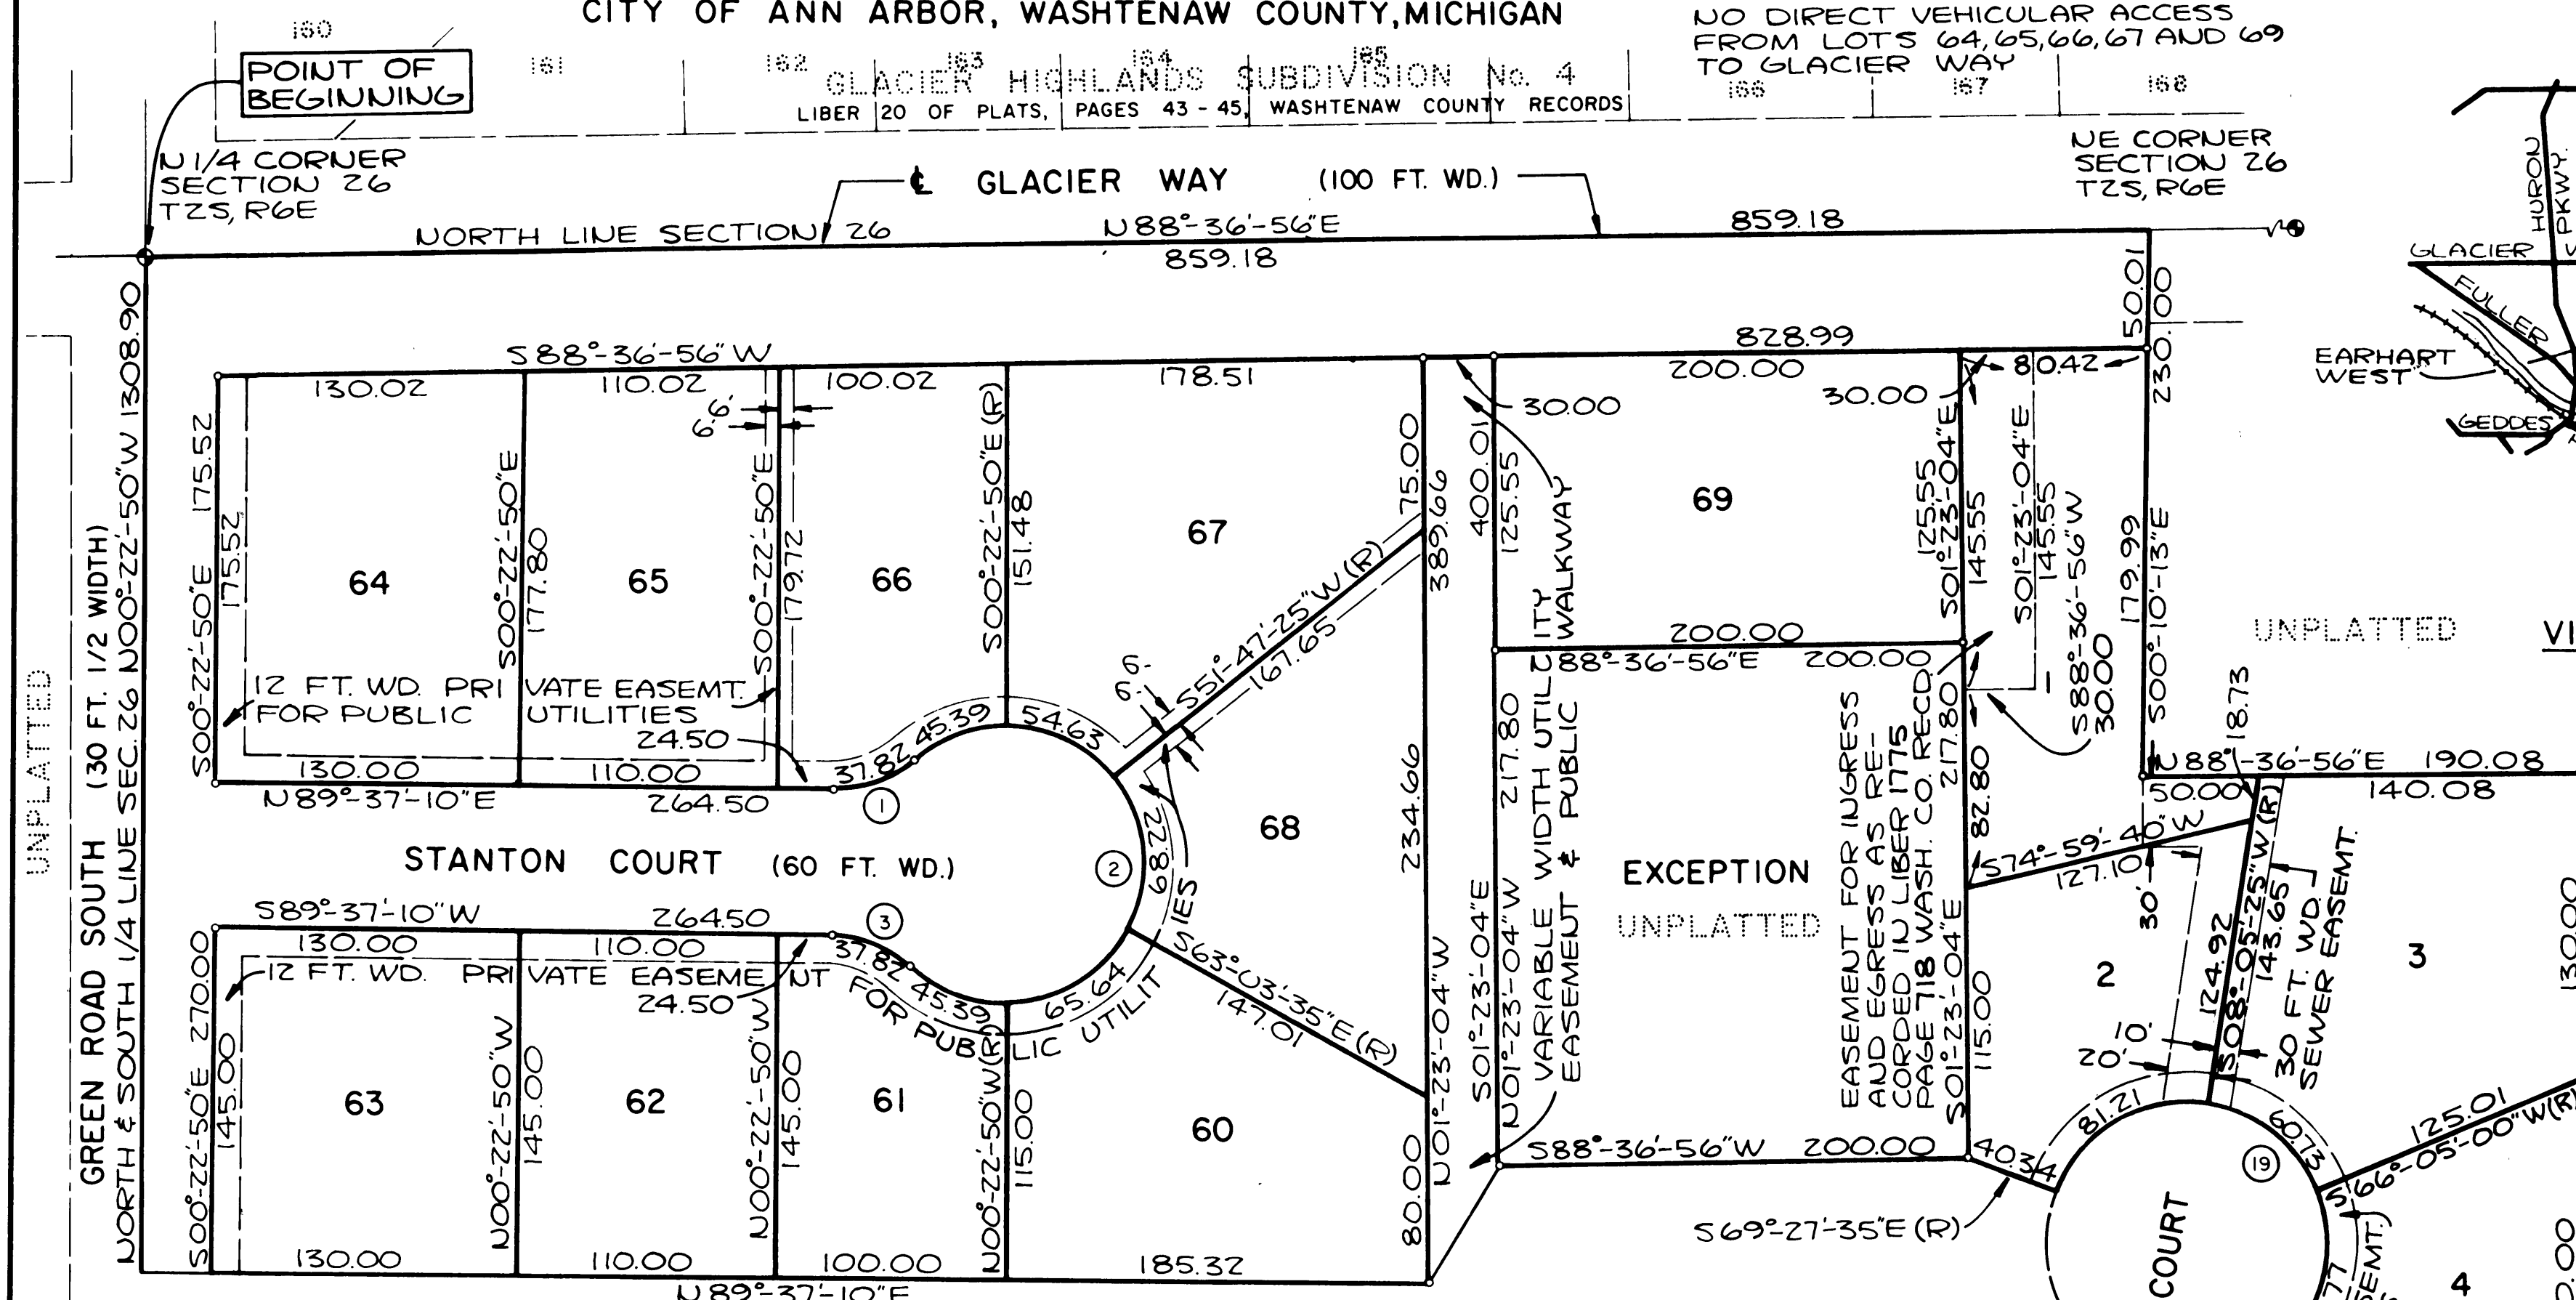 CITY OF ANN ARBOR, WASHTENAW COUNTY, MICHIGAN
NO DIRECT VEHICULAR ACCESS
FROM LOTS 64,65,66,67 AND 69
TO GLACIER WAY
160
161
162
163
164
165
166
167
168
POINT OF
BEGINNING
GLACIER HIGHLANDS SUBDIVISION No. 4
LIBER 20 OF PLATS, PAGES 43 - 45, WASHTENAW COUNTY RECORDS
N 1/4 CORNER
SECTION 26
T2S, R6E
NE CORNER
SECTION 26
T2S, R6E
℄ GLACIER WAY (100 FT. WD.)
NORTH LINE SECTION 26
N88°-36'-56"E
859.18
859.18
50.01
230.00
HURON
PKWY.
GLACIER
FULLER
EARHART
WEST
GEDDES
S88°-36'-56"W
828.99
130.02
110.02
100.02
178.51
30.00
200.00
30.00
80.42
6'
6'
UNPLATTED
GREEN ROAD SOUTH (30 FT. 1/2 WIDTH)
NORTH & SOUTH 1/4 LINE SEC. 26 N00°-22'-50"W 1308.90
S00°-22'-50"E 175.52
175.52
64
S00°-22'-50"E
177.80
65
S00°-22'-50"E
179.72
66
S00°-22'-50"E (R)
151.48
67
75.00
389.66
400.01
125.55
69
125.55
S01°-23'-04"E
145.55
S01°-23'-04"E
145.55
S88°-36'-56"W
30.00
179.99
S00°-10'-13"E
UNPLATTED
VI
S51°-47'-25"W (R)
167.65
6-
6-
12 FT. WD. PRIVATE EASEMT.
FOR PUBLIC UTILITIES
24.50
130.00
110.00
37.82
45.39
54.63
N89°-37'-10"E
264.50
1
200.00
88°-36'-56"E 200.00
VARIABLE WIDTH UTILITY
EASEMENT & PUBLIC WALKWAY
STANTON COURT (60 FT. WD.)
2
68.22
68
234.66
S01°-23'-04"E
N01°-23'-04"W
217.80
EXCEPTION
UNPLATTED
EASEMENT FOR INGRESS
AND EGRESS AS RE-
CORDED IN LIBER 1775
PAGE 718 WASH. CO. RECD.
217.80
S01°-23'-04"E
82.80
115.00
18.73
N88°-36'-56"E 190.08
50.00
140.08
S74°-59'-40"W
127.10
30'
2
124.92
S08°-05'-25"W (R)
143.65
30 FT. WD.
SEWER EASEMT.
3
130.00
10'
20'
S89°-37'-10"W 264.50
3
130.00
110.00
37.82
45.39
65.64
12 FT. WD. PRIVATE EASEMENT
FOR PUBLIC UTILITIES
24.50
S63°-03'-35"E (R)
147.01
S00°-22'-50"E 270.00
145.00
63
N00°-22'-50"W
145.00
62
N00°-22'-50"W
145.00
61
N00°-22'-50"W (R)
115.00
60
N01°-23'-04"W
80.00
S88°-36'-56"W 200.00
40.34
81.21
60.73
19
125.01
S66°-05'-00"W (R)
S69°-27'-35"E (R)
COURT
4
77
130.00
110.00
100.00
185.32
N89°-37'-10"E